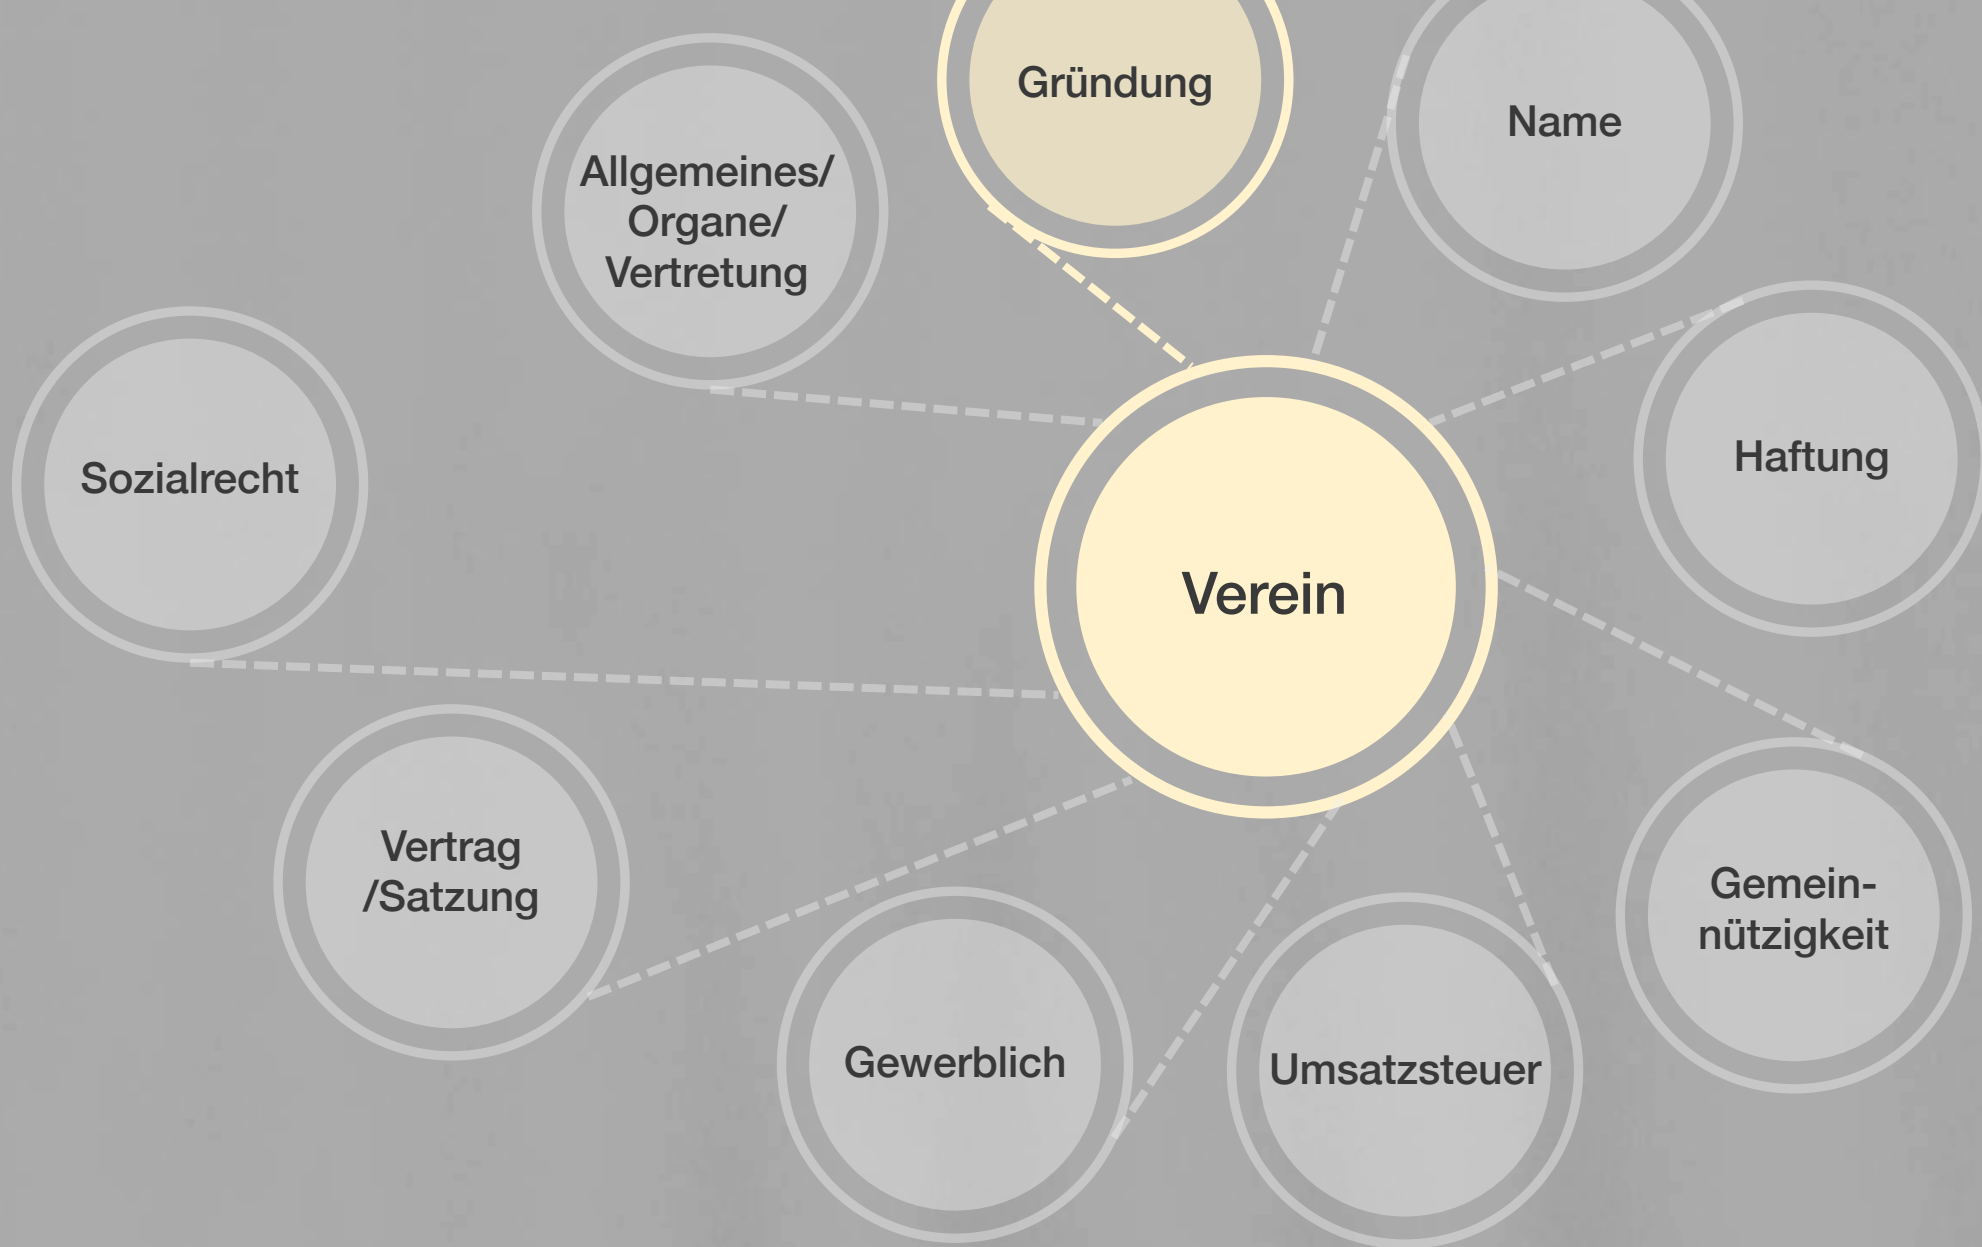 Gründung
Name
Allgemeines/
Organe/
Vertretung
Haftung
Sozialrecht
Verein
Vertrag
/Satzung
Gemein-
nützigkeit
Gewerblich
Umsatzsteuer